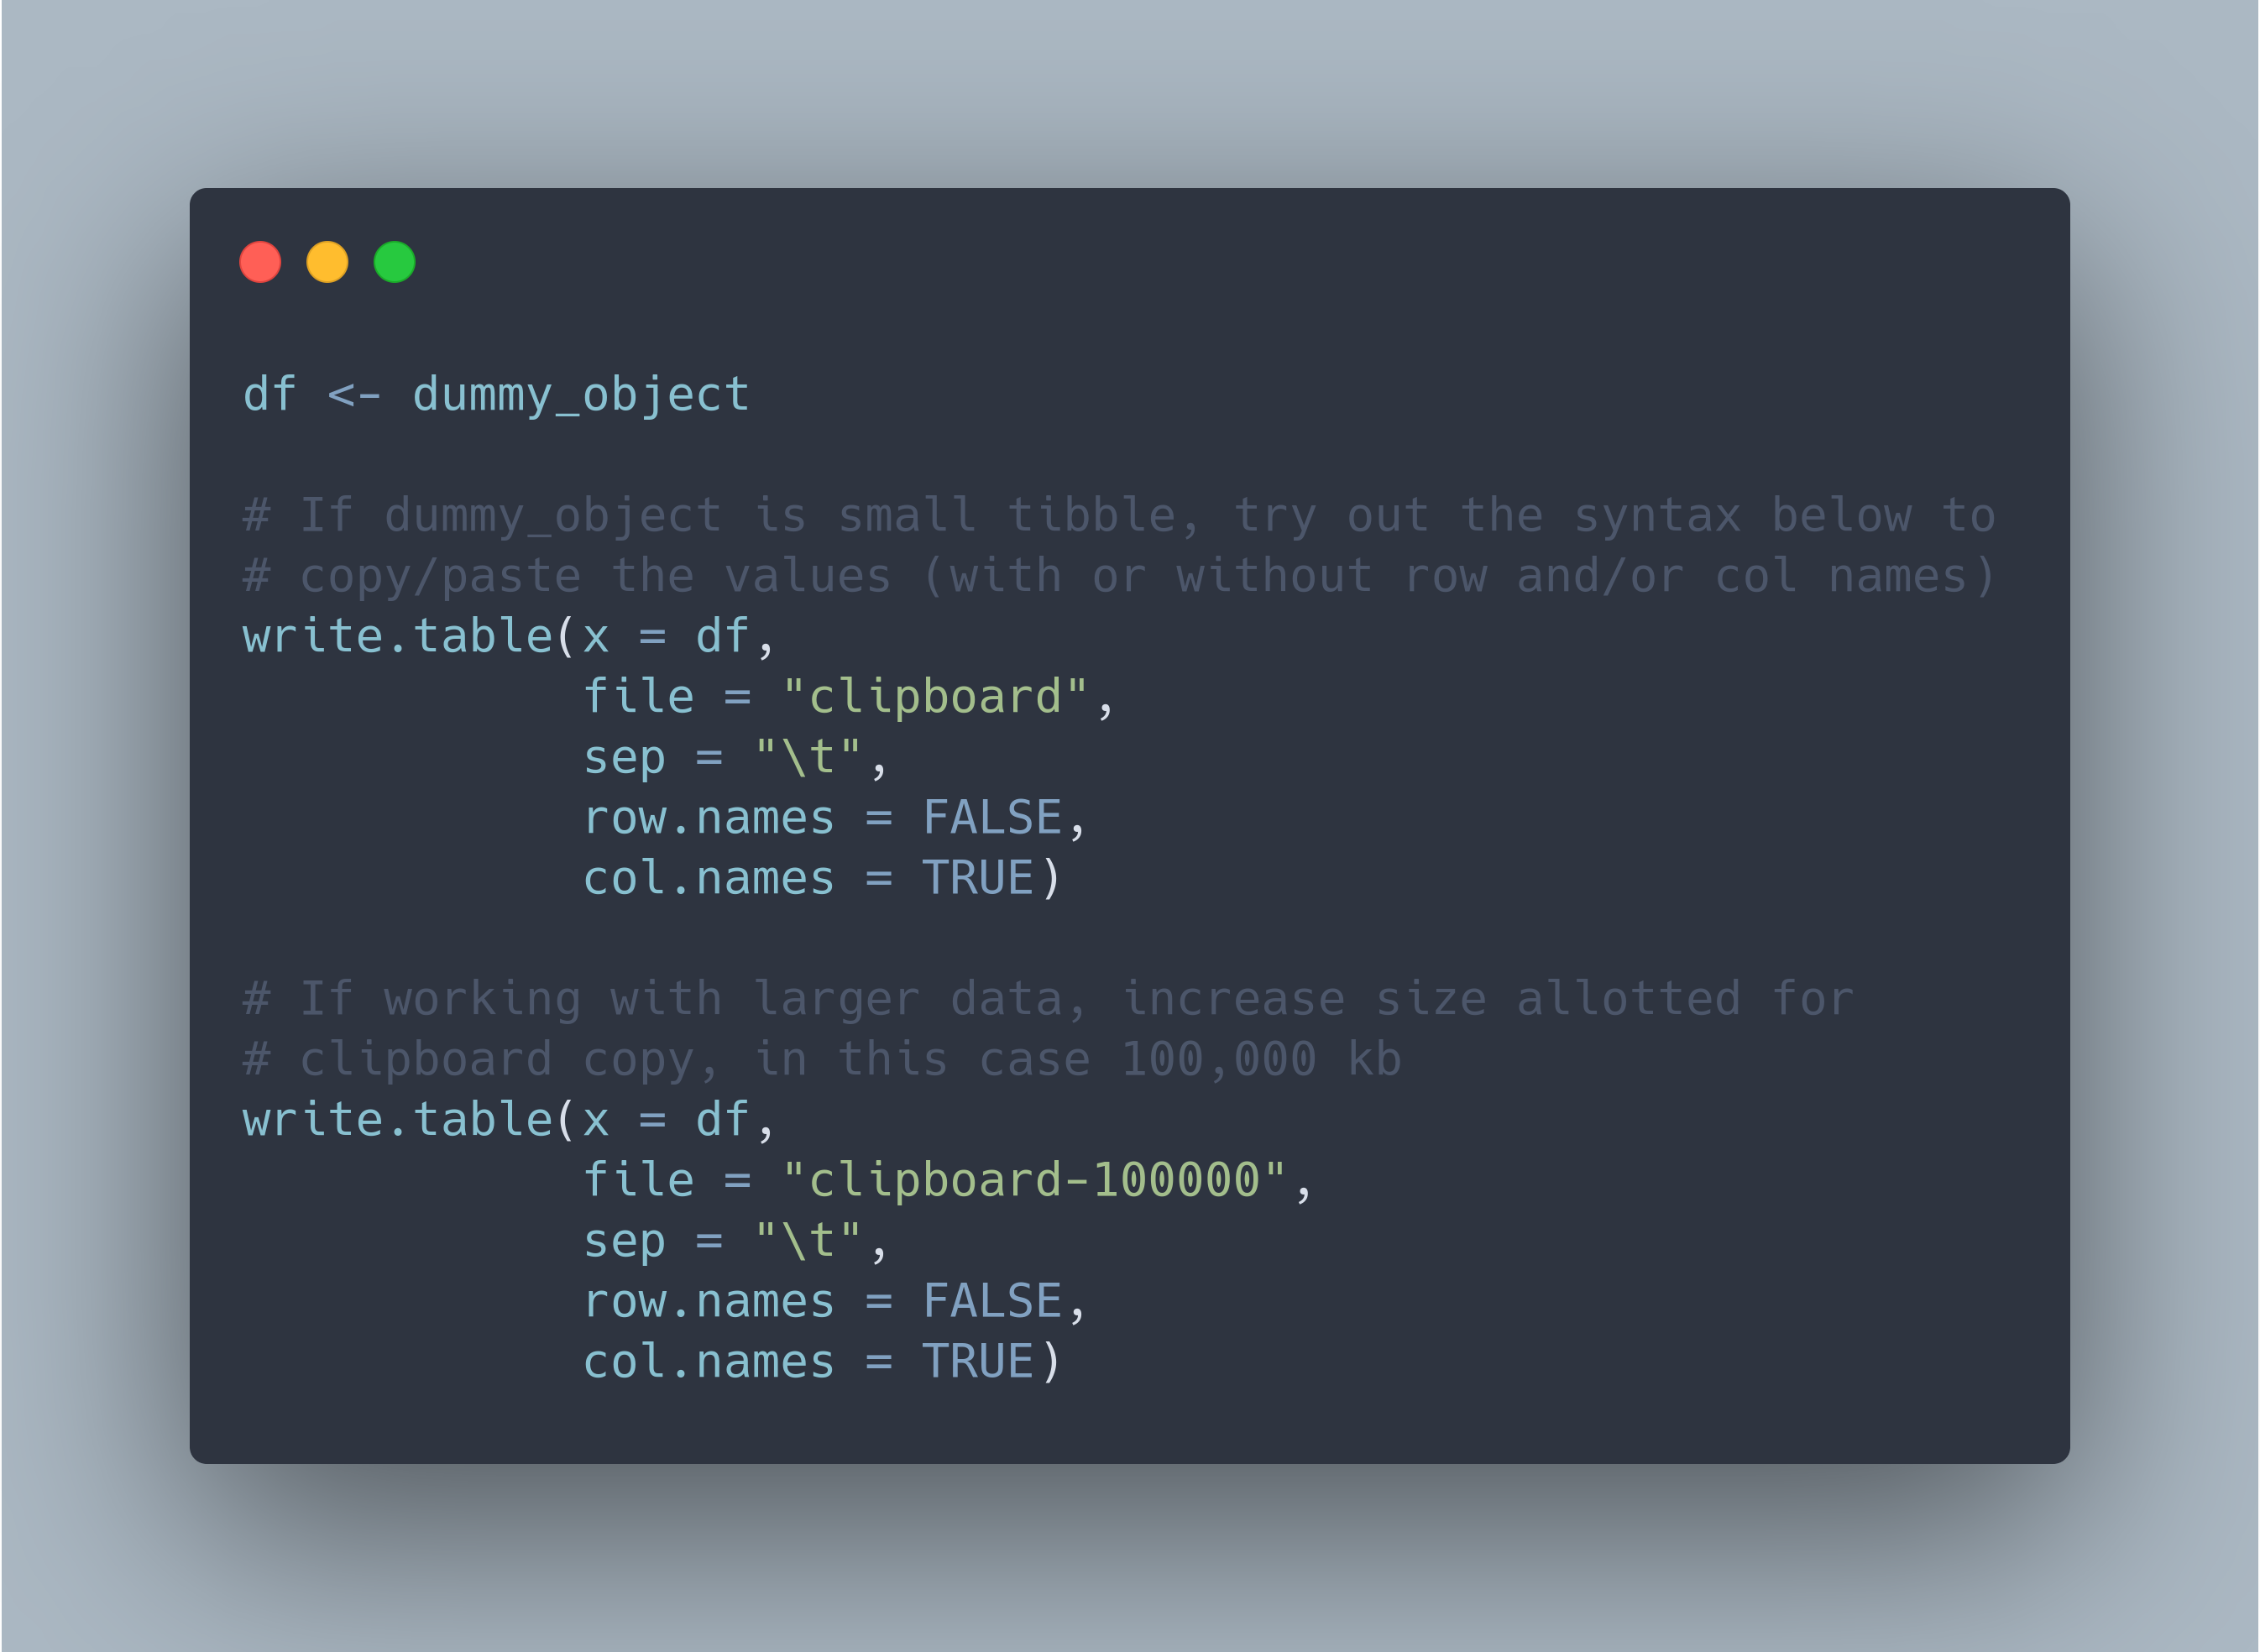 df <- dummy_object

# If dummy_object is small tibble, try out the syntax below to
# copy/paste the values (with or without row and/or col names)
write.table(x = df,
            file = "clipboard",
            sep = "\t",
            row.names = FALSE,
            col.names = TRUE)

# If working with larger data, increase size allotted for
# clipboard copy, in this case 100,000 kb
write.table(x = df,
            file = "clipboard-100000",
            sep = "\t",
            row.names = FALSE,
            col.names = TRUE)